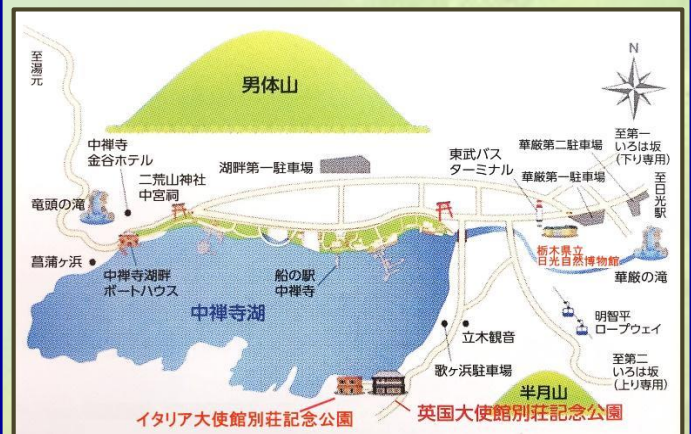 至湯元
男体山
N
中禅寺
金谷ホテル
二荒山神社
中宮祠
湖畔第一駐車場
東武バス
ターミナル
華厳第二駐車場
華厳第一駐車場
至第一
いろは坂
(下り専用)
至日光駅
竜頭の滝
菖蒲ヶ浜
中禅寺湖畔
ボートハウス
船の駅
中禅寺
栃木県立
日光自然博物館
華厳の滝
中禅寺湖
明智平
ロープウェイ
立木観音
歌ヶ浜駐車場
至第二
いろは坂
(上り専用)
半月山
イタリア大使館別荘記念公園
英国大使館別荘記念公園